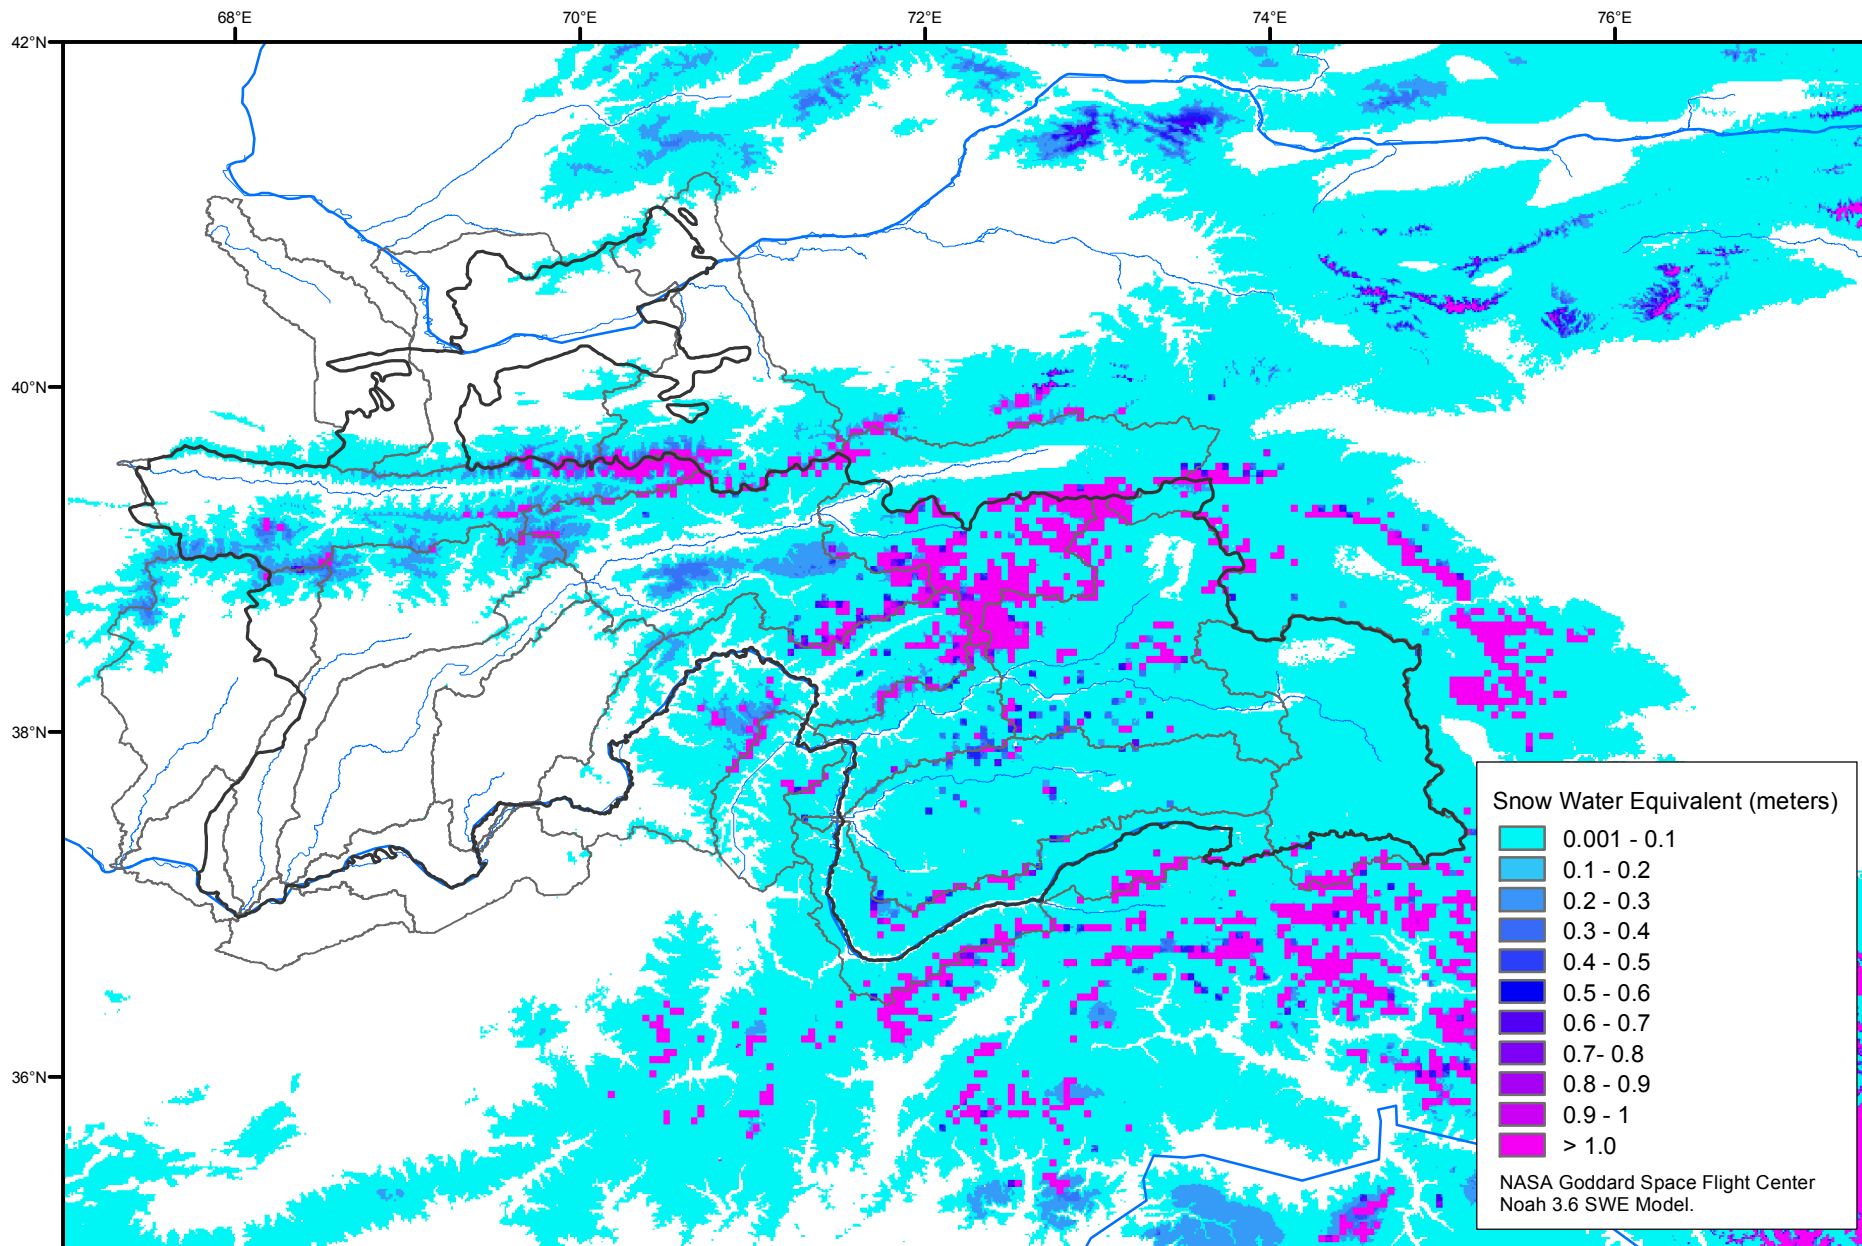 68°E
70°E
72°E
74°E
76°E
42°N
40°N
38°N
36°N
Snow Water Equivalent (meters)
0.001 - 0.1
0.1 - 0.2
0.2 - 0.3
0.3 - 0.4
0.4 - 0.5
0.5 - 0.6
0.6 - 0.7
0.7- 0.8
0.8 - 0.9
0.9 - 1
> 1.0
NASA Goddard Space Flight Center
Noah 3.6 SWE Model.